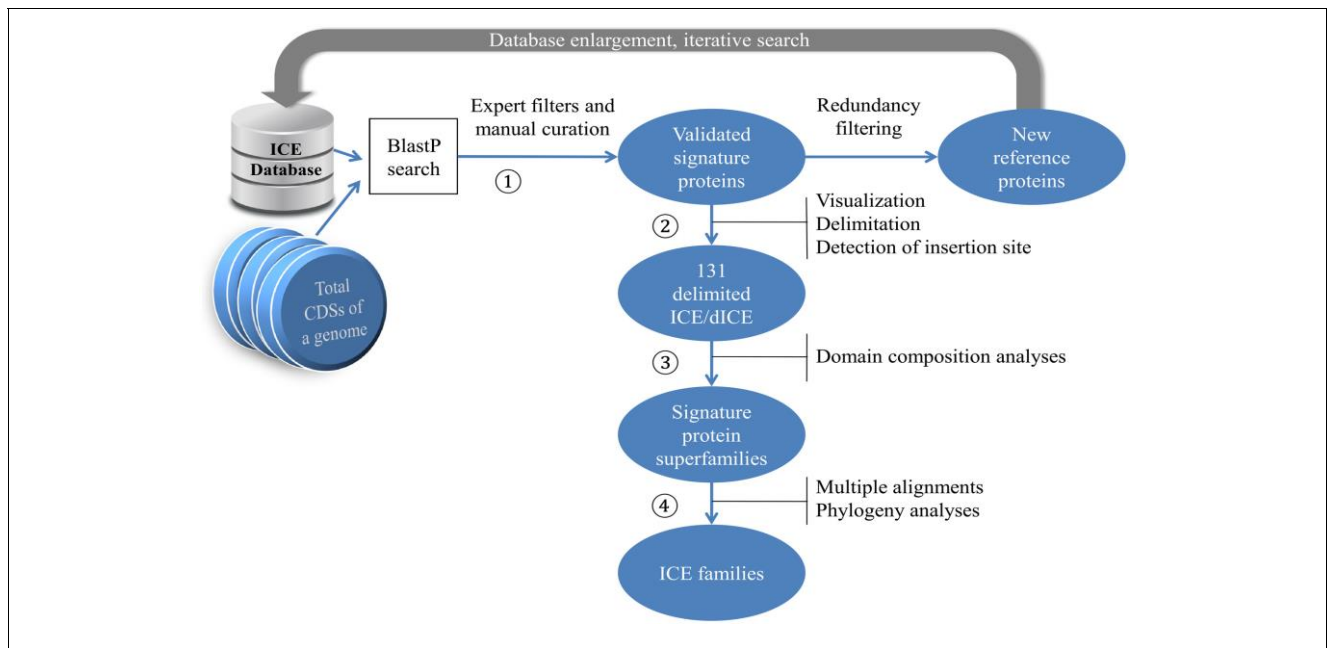 Database enlargement, iterative search
ICE
Database
BlastP
search
Expert filters and
manual curation
①
Validated
signature
proteins
Redundancy
filtering
New
reference
proteins
Total
CDSs of
a genome
②
Visualization
Delimitation
Detection of insertion site
131
delimited
ICE/dICE
③
Domain composition analyses
Signature
protein
superfamilies
④
Multiple alignments
Phylogeny analyses
ICE families